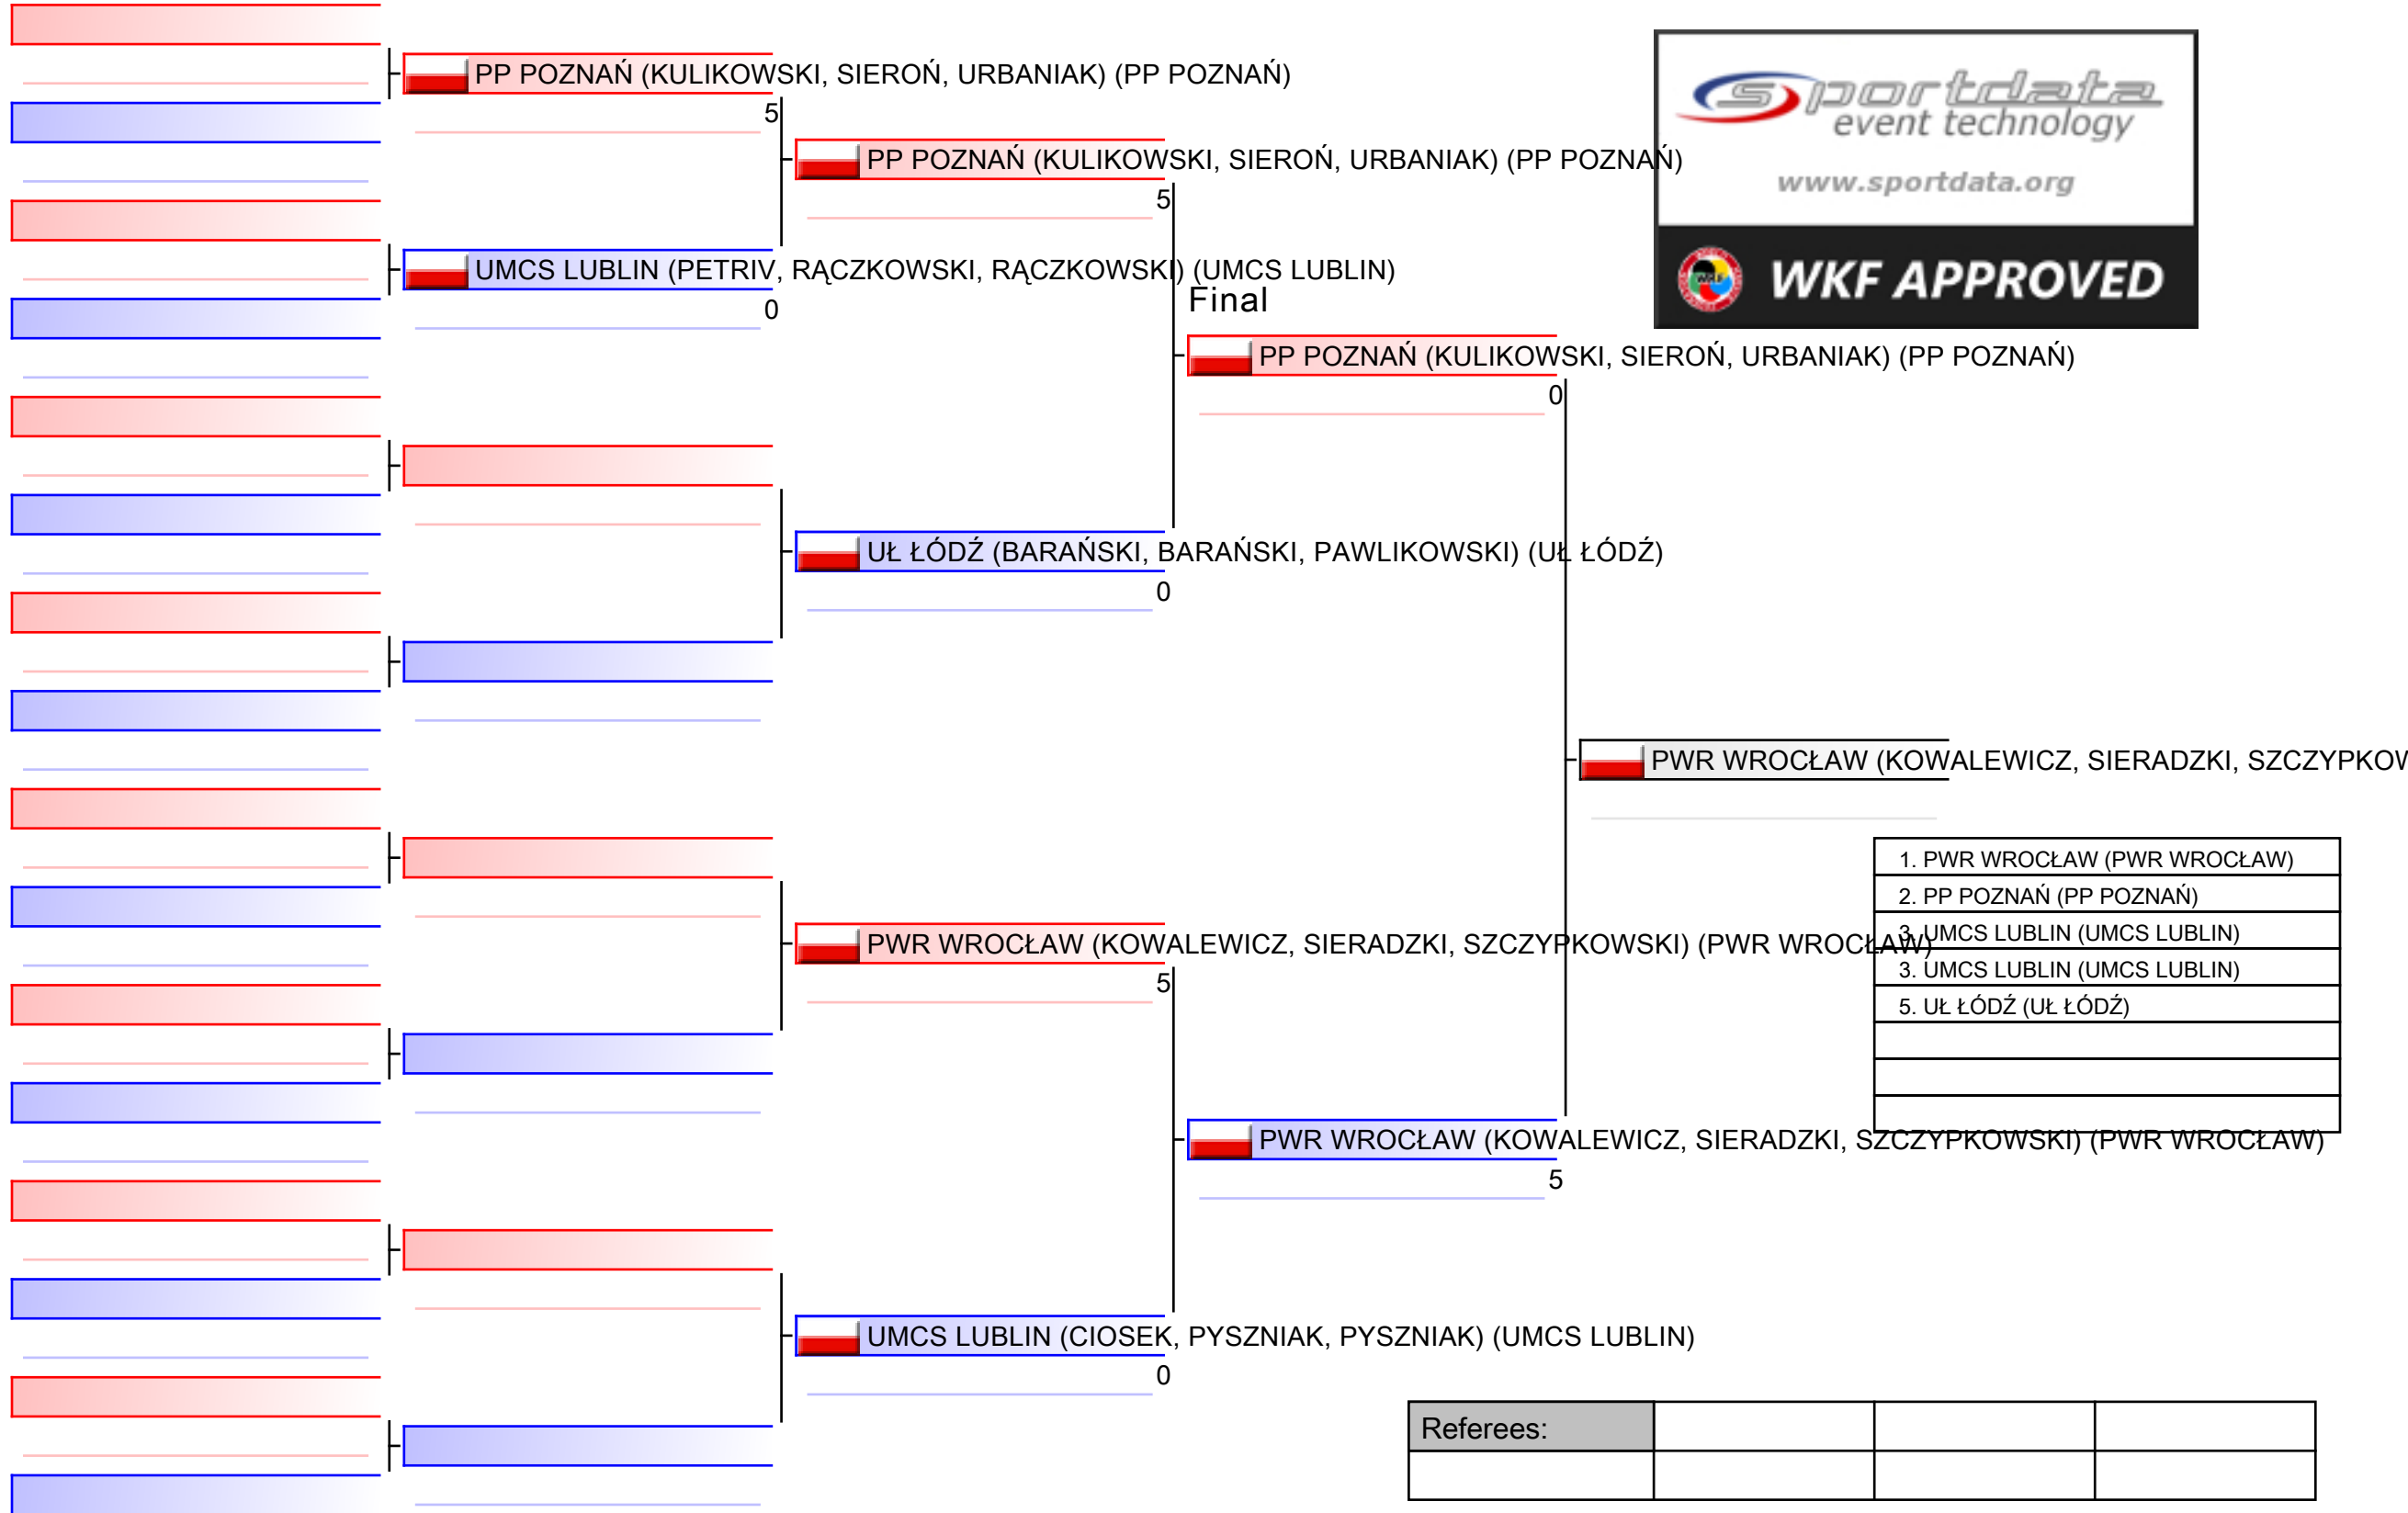 PP POZNAŃ (KULIKOWSKI, SIEROŃ, URBANIAK) (PP POZNAŃ)
5
UMCS LUBLIN (PETRIV, RĄCZKOWSKI, RĄCZKOWSKI) (UMCS LUBLIN)
0
PP POZNAŃ (KULIKOWSKI, SIEROŃ, URBANIAK) (PP POZNAŃ)
5
UŁ ŁÓDŹ (BARAŃSKI, BARAŃSKI, PAWLIKOWSKI) (UŁ ŁÓDŹ)
0
PWR WROCŁAW (KOWALEWICZ, SIERADZKI, SZCZYPKOWSKI) (PWR WROCŁAW)
5
UMCS LUBLIN (CIOSEK, PYSZNIAK, PYSZNIAK) (UMCS LUBLIN)
0
Final
PP POZNAŃ (KULIKOWSKI, SIEROŃ, URBANIAK) (PP POZNAŃ)
0
PWR WROCŁAW (KOWALEWICZ, SIERADZKI, SZCZYPKOWSKI) (PWR WROCŁAW)
5
PWR WROCŁAW (KOWALEWICZ, SIERADZKI, SZCZYPKOW
sportdata
event technology
www.sportdata.org
WKF APPROVED
1. PWR WROCŁAW (PWR WROCŁAW)
2. PP POZNAŃ (PP POZNAŃ)
3. UMCS LUBLIN (UMCS LUBLIN)
3. UMCS LUBLIN (UMCS LUBLIN)
5. UŁ ŁÓDŹ (UŁ ŁÓDŹ)
Referees: